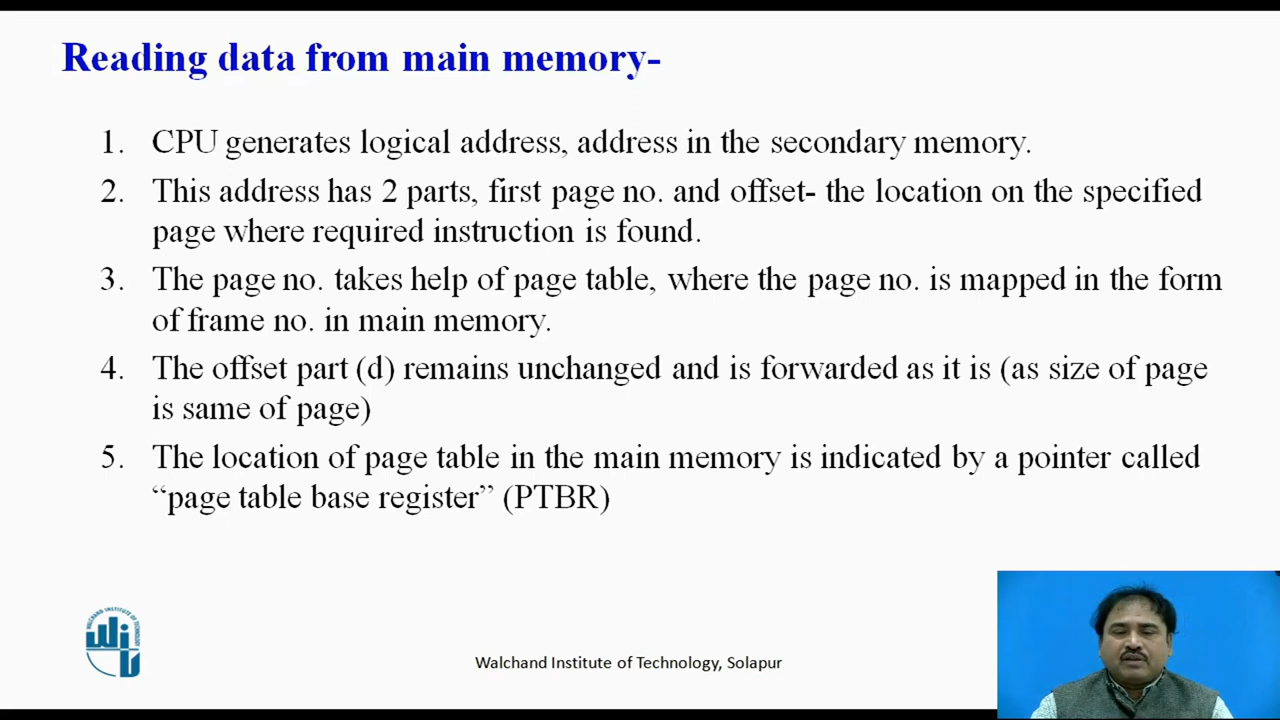 Reading data from main memory-
1. CPU generates logical address, address in the secondary memory.
2. This address has 2 parts, first page no. and offset- the location on the specified
page where required instruction is found.
3. The page no. takes help of page table, where the page no. is mapped in the form
of frame no. in main memory.
4. The offset part (d) remains unchanged and is forwarded as it is (as size of page
is same of page)
5. The location of page table in the main memory is indicated by a pointer called
“page table base register” (PTBR)
WALCHAND INSTITUTE OF TECHNOLOGY
Walchand Institute of Technology, Solapur